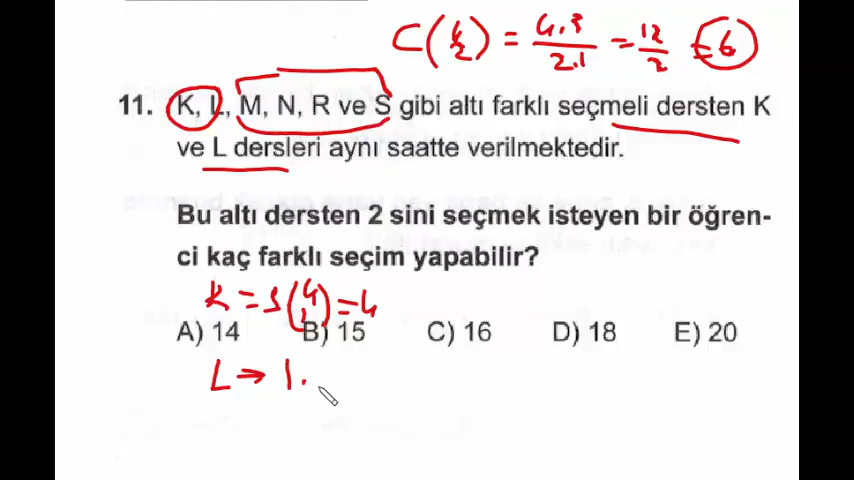 C(4 2) = 4.3/2.1 = 12/2 = 6
11. K, L, M, N, R ve S gibi altı farklı seçmeli dersten K
ve L dersleri aynı saatte verilmektedir.
Bu altı dersten 2 sini seçmek isteyen bir öğren-
ci kaç farklı seçim yapabilir?
K = 1(4 1) = 4
A) 14 B) 15 C) 16 D) 18 E) 20
L → 1.